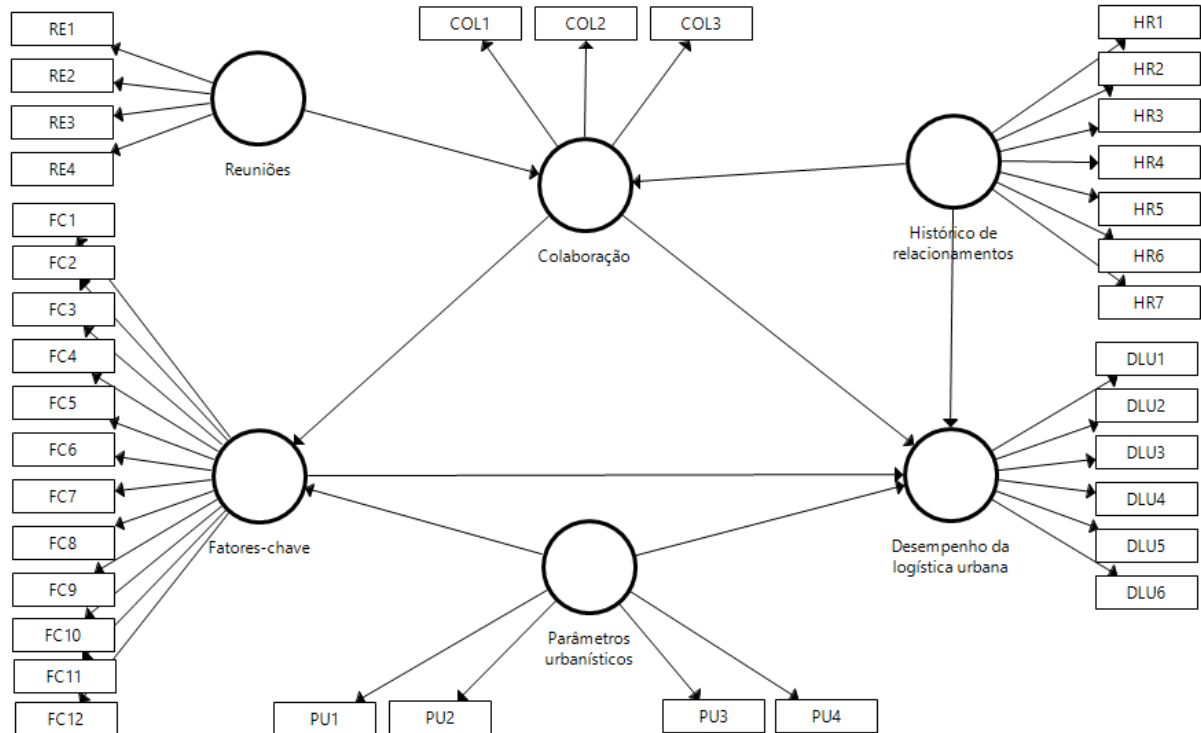 RE1
RE2
RE3
RE4
Reuniões
COL1
COL2
COL3
Colaboração
HR1
HR2
HR3
HR4
HR5
HR6
HR7
Histórico de
relacionamentos
FC1
FC2
FC3
FC4
FC5
FC6
FC7
FC8
FC9
FC10
FC11
FC12
Fatores-chave
Parâmetros
urbanísticos
PU1
PU2
PU3
PU4
Desempenho da
logística urbana
DLU1
DLU2
DLU3
DLU4
DLU5
DLU6